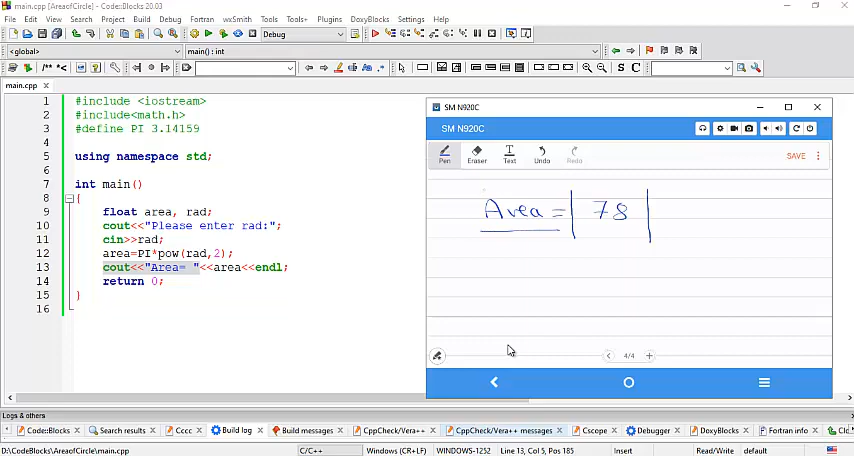 main.cpp [AreaofCircle] - Code::Blocks 20.03
File Edit View Search Project Build Debug Fortran wxSmith Tools Tools+ Plugins DoxyBlocks Settings Help
Debug
<global> main() : int
/** *< S C
main.cpp
1 #include <iostream>
2 #include<math.h>
3 #define PI 3.14159
4
5 using namespace std;
6
7 int main()
8 {
9 float area, rad;
10 cout<<"Please enter rad:";
11 cin>>rad;
12 area=PI*pow(rad,2);
13 cout<<"Area= "<<area<<endl;
14 return 0;
15 }
16
SM N920C
SM N920C
Pen Eraser Text Undo Redo SAVE
Area = | 78 |
4/4
Logs & others
Code::Blocks Search results Cccc Build log Build messages CppCheck/Vera++ CppCheck/Vera++ messages Cscope Debugger DoxyBlocks Fortran info
D:\CodeBlocks\AreaofCircle\main.cpp C/C++ Windows (CR+LF) WINDOWS-1252 Line 13, Col 5, Pos 185 Insert Read/Write default